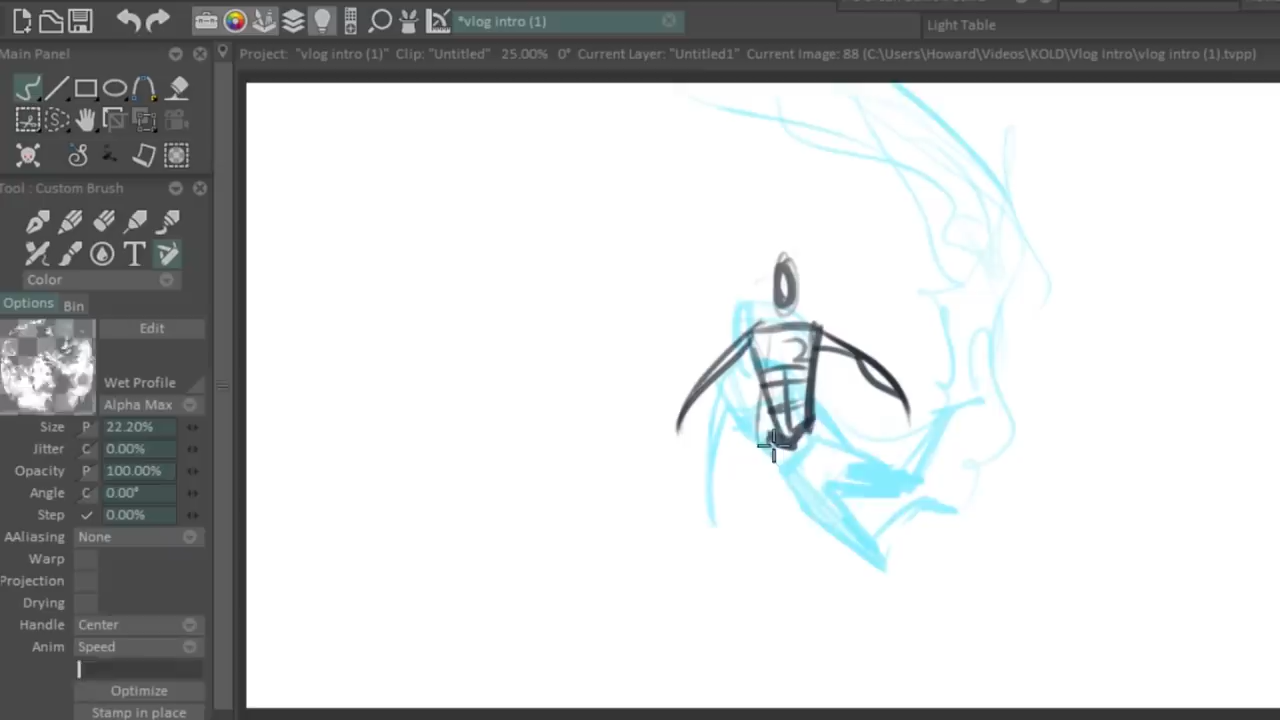 *vlog intro (1)
Light Table
Main Panel
Project: "vlog intro (1)" Clip: "Untitled" 25.00% 0° Current Layer: "Untitled1" Current Image: 88 (C:\Users\Howard\Videos\KOLD\Vlog Intro\vlog intro (1).tvpp)
Tool : Custom Brush
T
Color
Options Bin
Edit
Wet Profile
Alpha Max
Size P 22.20%
Jitter C 0.00%
Opacity P 100.00%
Angle C 0.00°
Step 0.00%
AAliasing None
Warp
Projection
Drying
Handle Center
Anim Speed
Optimize
Stamp in place
2